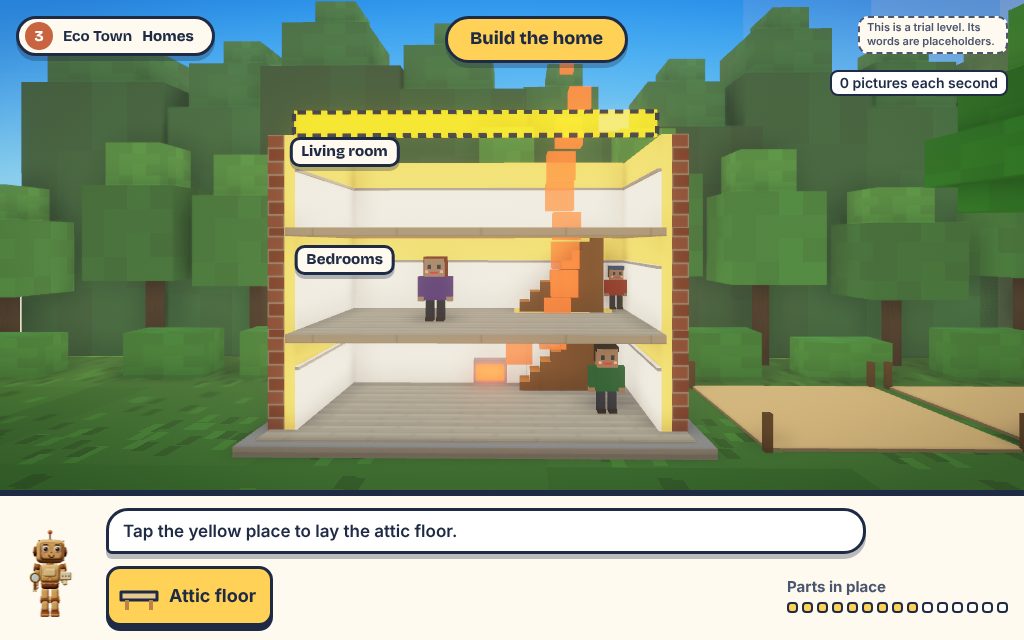 3 Eco Town Homes
Build the home
This is a trial level. Its
words are placeholders.
0 pictures each second
Living room
Bedrooms
Tap the yellow place to lay the attic floor.
Attic floor
Parts in place